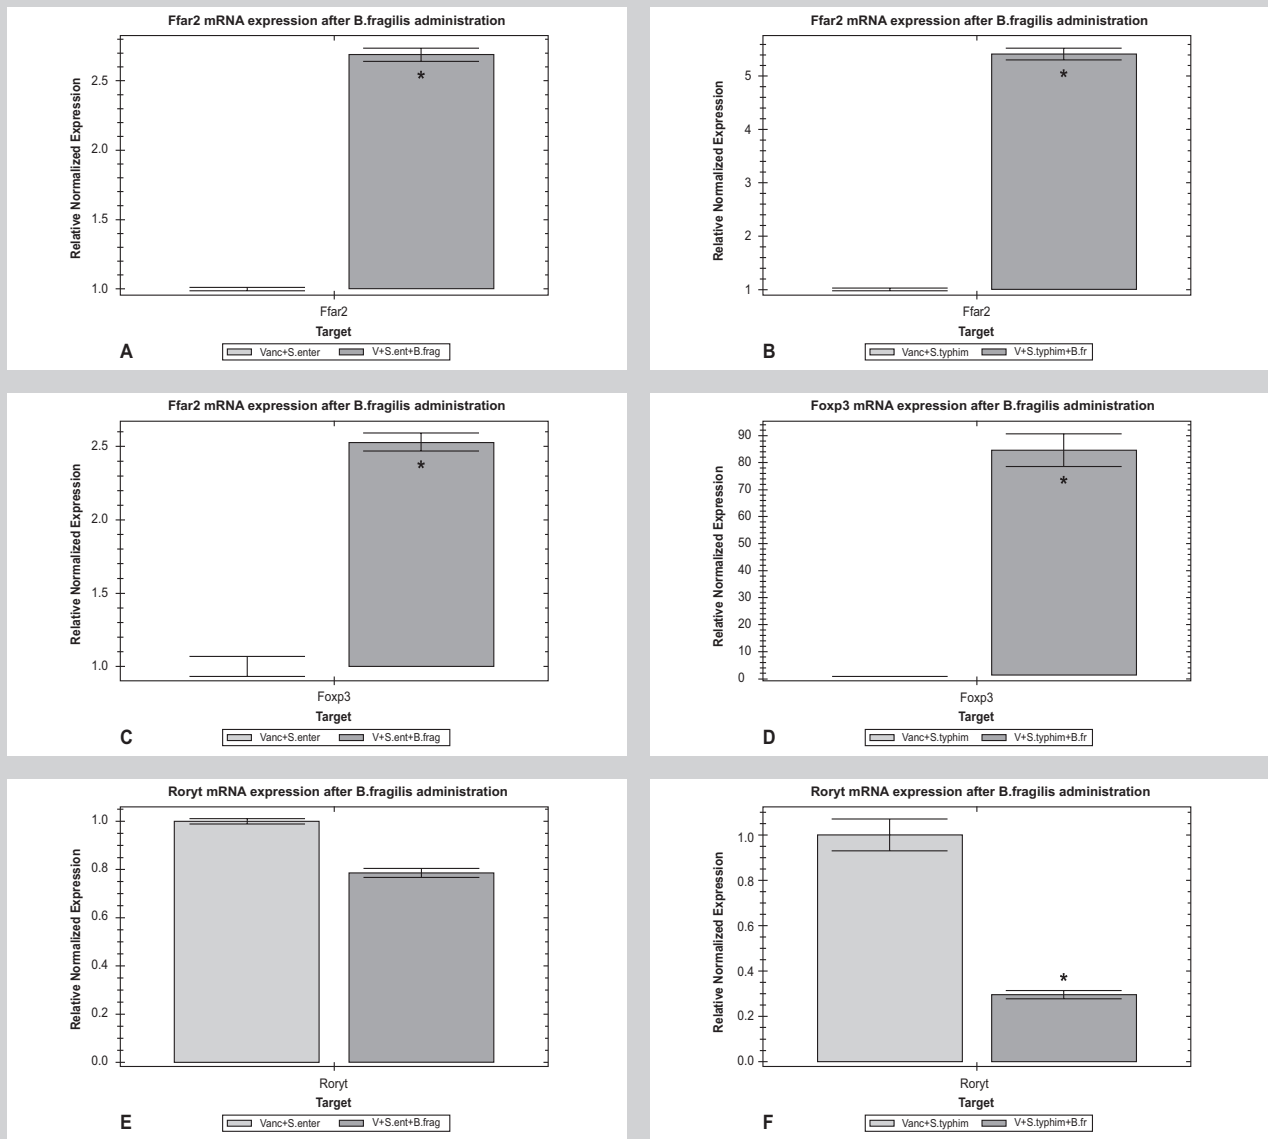 Ffar2 mRNA expression after B.fragilis administration
Relative Normalized Expression
2.5
2.0
1.5
1.0
Ffar2
Target
A
Vanc+S.enter V+S.ent+B.frag
*
Ffar2 mRNA expression after B.fragilis administration
Relative Normalized Expression
5
4
3
2
1
Ffar2
Target
B
Vanc+S.typhim V+S.typhim+B.fr
*
Ffar2 mRNA expression after B.fragilis administration
Relative Normalized Expression
2.5
2.0
1.5
1.0
Foxp3
Target
C
Vanc+S.enter V+S.ent+B.frag
*
Foxp3 mRNA expression after B.fragilis administration
Relative Normalized Expression
90
80
70
60
50
40
30
20
10
0
Foxp3
Target
D
Vanc+S.typhim V+S.typhim+B.fr
*
Roryt mRNA expression after B.fragilis administration
Relative Normalized Expression
1.0
0.8
0.6
0.4
0.2
0.0
Roryt
Target
E
Vanc+S.enter V+S.ent+B.frag
Roryt mRNA expression after B.fragilis administration
Relative Normalized Expression
1.0
0.8
0.6
0.4
0.2
0.0
Roryt
Target
F
Vanc+S.typhim V+S.typhim+B.fr
*